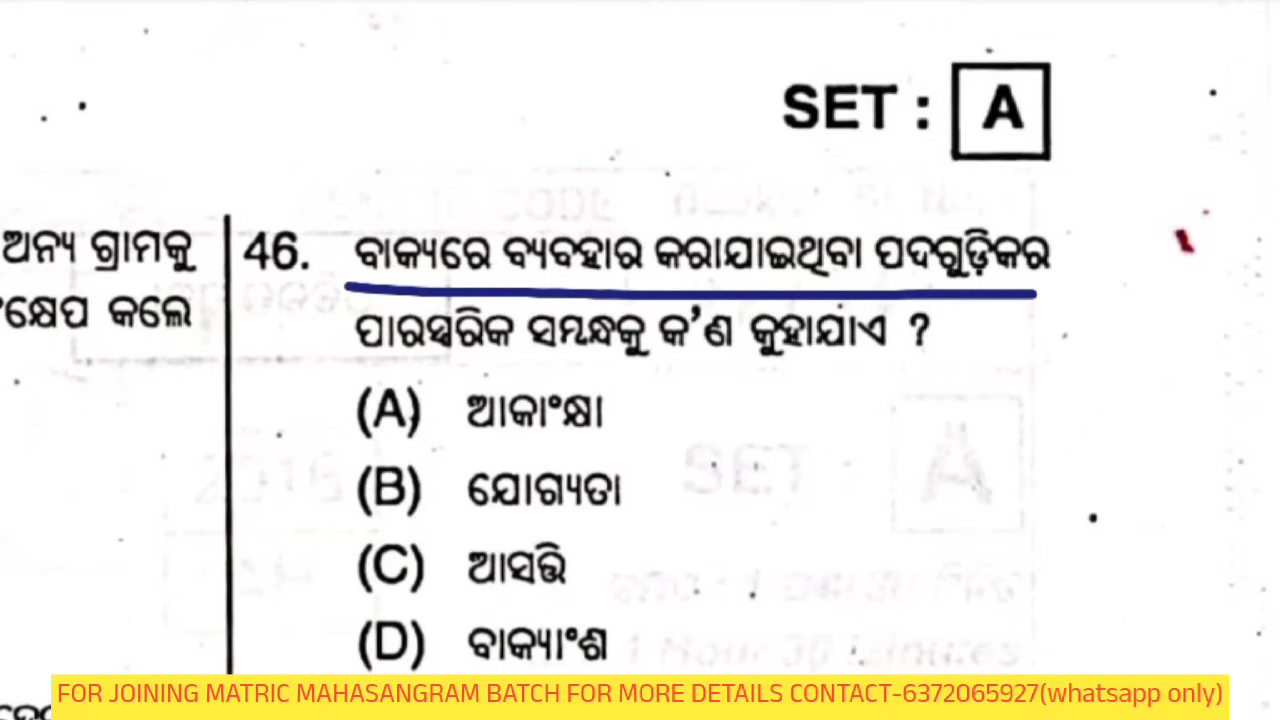 SET : A
ଅନ୍ୟ ଗ୍ରାମକୁ
କ୍ଷେପ କଲେ
46. ବାକ୍ୟରେ ବ୍ୟବହାର କରାଯାଇଥିବା ପଦଗୁଡ଼ିକର
ପାରସ୍ପରିକ ସମ୍ବନ୍ଧକୁ କ'ଣ କୁହାଯାଏ ?
(A) ଆକାଂକ୍ଷା
(B) ଯୋଗ୍ୟତା
(C) ଆସତ୍ତି
(D) ବାକ୍ୟାଂଶ
FOR JOINING MATRIC MAHASANGRAM BATCH FOR MORE DETAILS CONTACT-6372065927(whatsapp only)